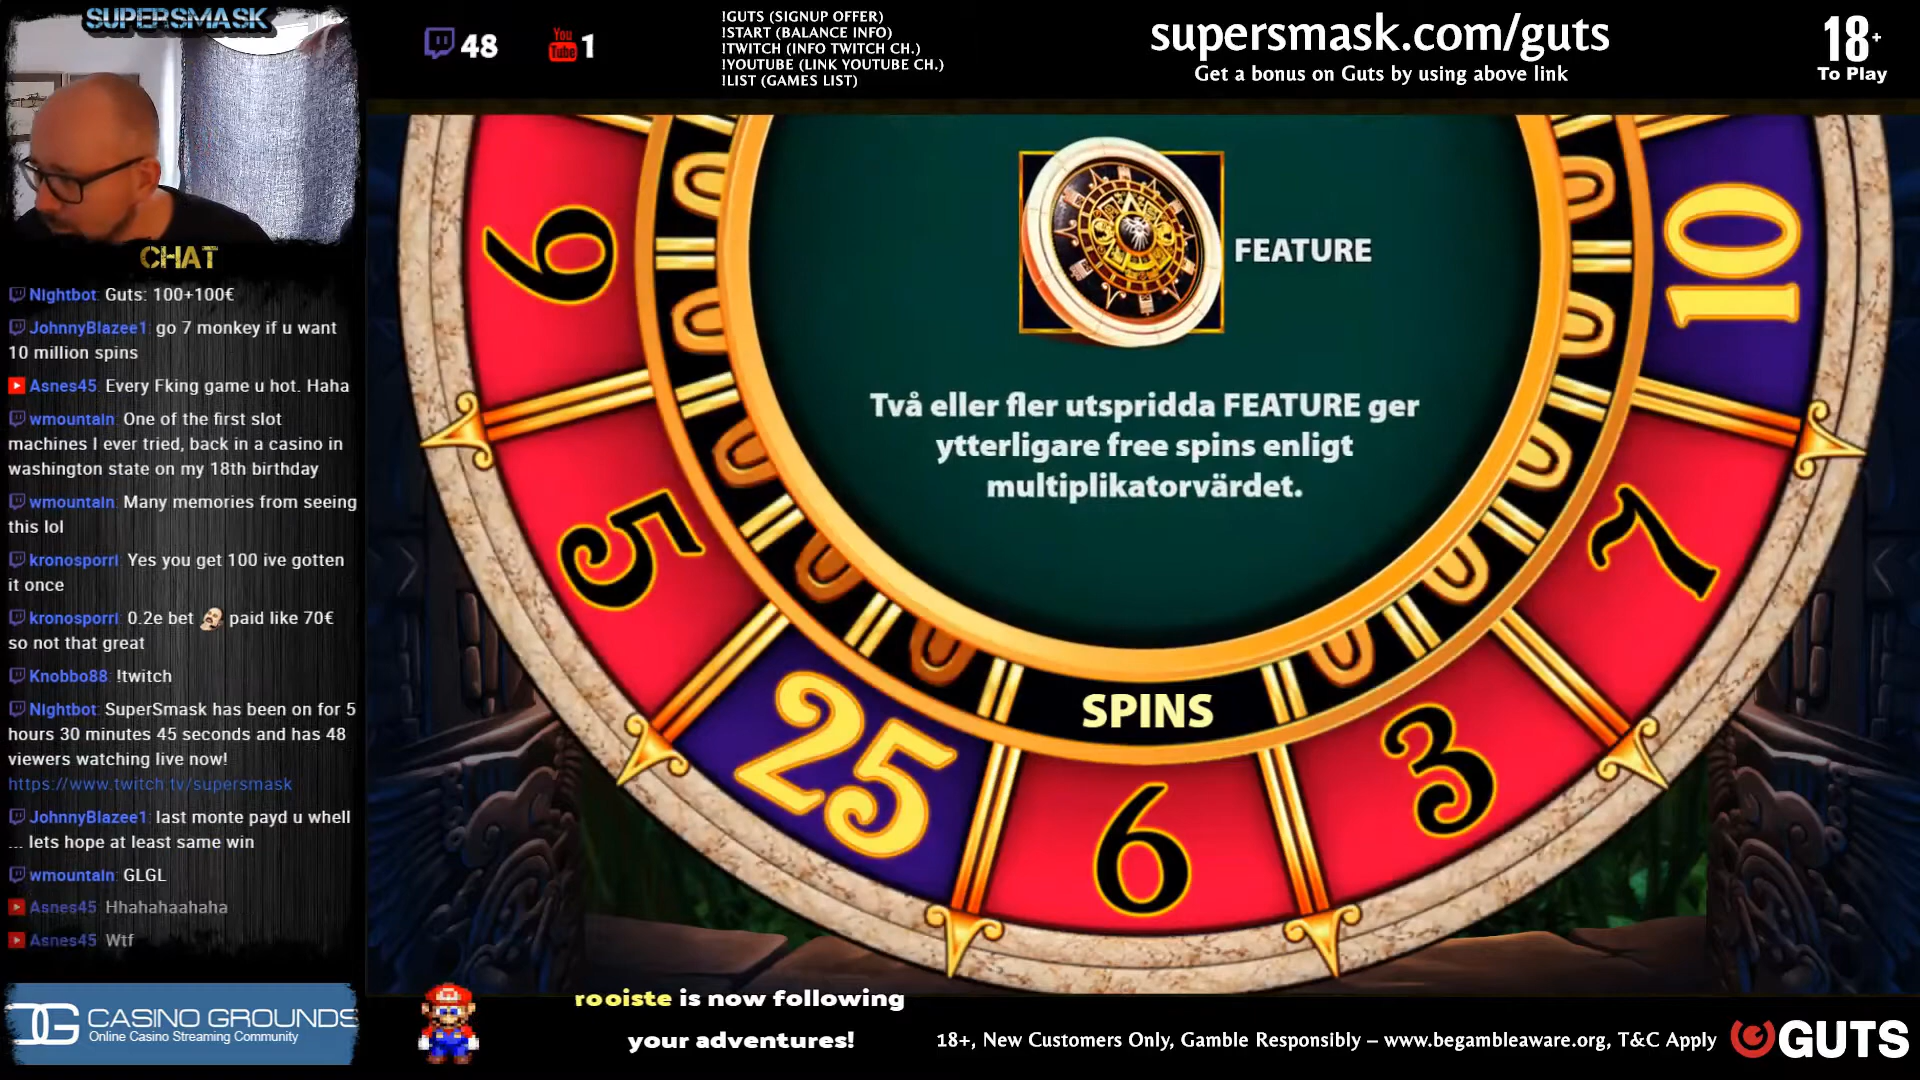 SUPERSMASK
48
You Tube 1
!GUTS (SIGNUP OFFER)
!START (BALANCE INFO)
!TWITCH (INFO TWITCH CH.)
!YOUTUBE (LINK YOUTUBE CH.)
!LIST (GAMES LIST)
supersmask.com/guts
Get a bonus on Guts by using above link
18+
To Play
CHAT
Nightbot: Guts: 100+100€
JohnnyBlazee1: go 7 monkey if u want
10 million spins
Asnes45: Every Fking game u hot. Haha
wmountain: One of the first slot
machines I ever tried, back in a casino in
washington state on my 18th birthday
wmountain: Many memories from seeing
this lol
kronosporri: Yes you get 100 ive gotten
it once
kronosporri: 0.2e bet paid like 70€
so not that great
Knobbo88: !twitch
Nightbot: SuperSmask has been on for 5
hours 30 minutes 45 seconds and has 48
viewers watching live now!
https://www.twitch.tv/supersmask
JohnnyBlazee1: last monte payd u whell
... lets hope at least same win
wmountain: GLGL
Asnes45: Hhahahaahaha
Asnes45: Wtf
CG CASINO GROUNDS
Online Casino Streaming Community
FEATURE
Två eller fler utspridda FEATURE ger
ytterligare free spins enligt
multiplikatorvärdet.
SPINS
9
5
25
6
3
7
10
rooiste is now following
your adventures!
18+, New Customers Only, Gamble Responsibly – www.begambleaware.org, T&C Apply
GUTS